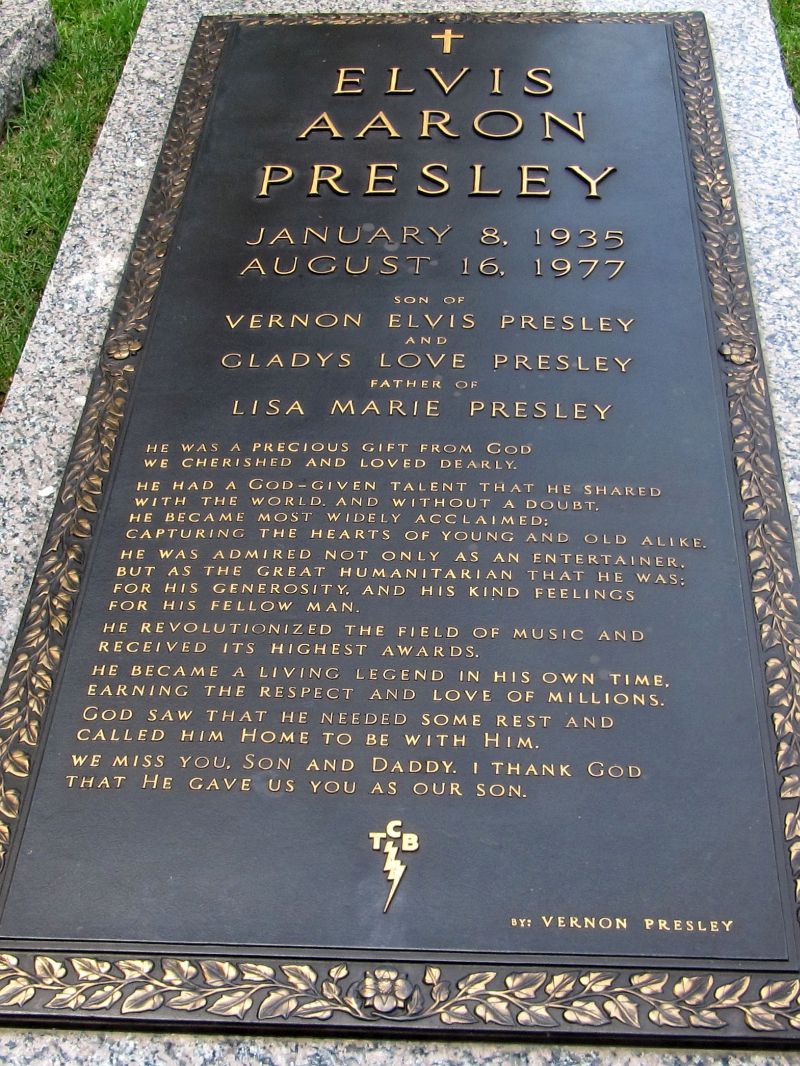 ELVIS
AARON
PRESLEY
JANUARY 8, 1935
AUGUST 16, 1977
SON OF
VERNON ELVIS PRESLEY
AND
GLADYS LOVE PRESLEY
FATHER OF
LISA MARIE PRESLEY
HE WAS A PRECIOUS GIFT FROM GOD
WE CHERISHED AND LOVED DEARLY.
HE HAD A GOD-GIVEN TALENT THAT HE SHARED
WITH THE WORLD. AND WITHOUT A DOUBT,
HE BECAME MOST WIDELY ACCLAIMED;
CAPTURING THE HEARTS OF YOUNG AND OLD ALIKE.
HE WAS ADMIRED NOT ONLY AS AN ENTERTAINER,
BUT AS THE GREAT HUMANITARIAN THAT HE WAS;
FOR HIS GENEROSITY, AND HIS KIND FEELINGS
FOR HIS FELLOW MAN.
HE REVOLUTIONIZED THE FIELD OF MUSIC AND
RECEIVED ITS HIGHEST AWARDS.
HE BECAME A LIVING LEGEND IN HIS OWN TIME,
EARNING THE RESPECT AND LOVE OF MILLIONS.
GOD SAW THAT HE NEEDED SOME REST AND
CALLED HIM HOME TO BE WITH HIM.
WE MISS YOU, SON AND DADDY. I THANK GOD
THAT HE GAVE US YOU AS OUR SON.
TCB
BY: VERNON PRESLEY